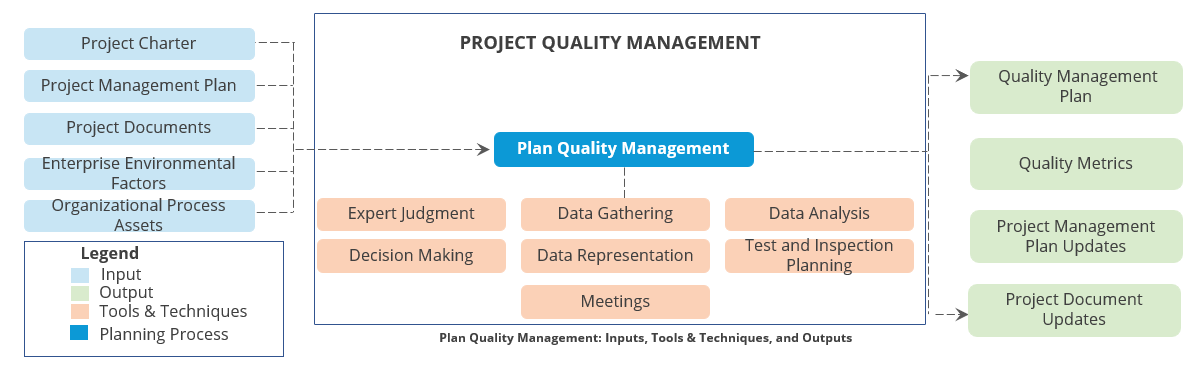 Project Charter
Project Management Plan
Project Documents
Enterprise Environmental
Factors
Organizational Process
Assets
Legend
Input
Output
Tools & Techniques
Planning Process
PROJECT QUALITY MANAGEMENT
Plan Quality Management
Expert Judgment
Data Gathering
Data Analysis
Decision Making
Data Representation
Test and Inspection
Planning
Meetings
Plan Quality Management: Inputs, Tools & Techniques, and Outputs
Quality Management
Plan
Quality Metrics
Project Management
Plan Updates
Project Document
Updates